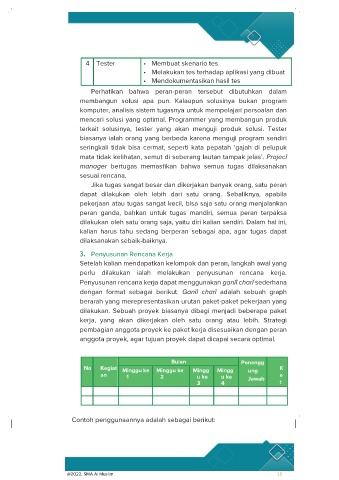 4 Tester • Membuat skenario tes
• Melakukan tes terhadap aplikasi yang dibuat
• Mendokumentasikan hasil tes
Perhatikan bahwa peran-peran tersebut dibutuhkan dalam
membangun solusi apa pun. Kalaupun solusinya bukan program
komputer, analisis sistem tugasnya untuk mempelajari persoalan dan
mencari solusi yang optimal. Programmer yang membangun produk
terkait solusinya, tester yang akan menguji produk solusi. Tester
biasanya ialah orang yang berbeda karena menguji program sendiri
seringkali tidak bisa cermat, seperti kata pepatah 'gajah di pelupuk
mata tidak kelihatan, semut di seberang lautan tampak jelas'. Project
manager bertugas memastikan bahwa semua tugas dilaksanakan
sesuai rencana.
Jika tugas sangat besar dan dikerjakan banyak orang, satu peran
dapat dilakukan oleh lebih dari satu orang. Sebaliknya, apabila
pekerjaan atau tugas sangat kecil, bisa saja satu orang menjalankan
peran ganda, bahkan untuk tugas mandiri, semua peran terpaksa
dilakukan oleh satu orang saja, yaitu diri kalian sendiri. Dalam hal ini,
kalian harus tahu sedang berperan sebagai apa, agar tugas dapat
dilaksanakan sebaik-baiknya.
3. Penyusunan Rencana Kerja
Setelah kalian mendapatkan kelompok dan peran, langkah awal yang
perlu dilakukan ialah melakukan penyusunan rencana kerja.
Penyusunan rencana kerja dapat menggunakan gantt chart sederhana
dengan format sebagai berikut. Gantt chart adalah sebuah graph
berarah yang merepresentasikan urutan paket-paket pekerjaan yang
dilakukan. Sebuah proyek biasanya dibagi menjadi beberapa paket
kerja, yang akan dikerjakan oleh satu orang atau lebih. Strategi
pembagian anggota proyek ke paket kerja disesuaikan dengan peran
anggota proyek, agar tujuan proyek dapat dicapai secara optimal.
Bulan
No Kegiat
an Minggu ke
1 Minggu ke
2 Mingg
u ke
3 Mingg
u ke
4 Penangg
ung
Jawab K
e
t
Contoh penggunaannya adalah sebagai berikut:
@2022, SMA Al Muslim